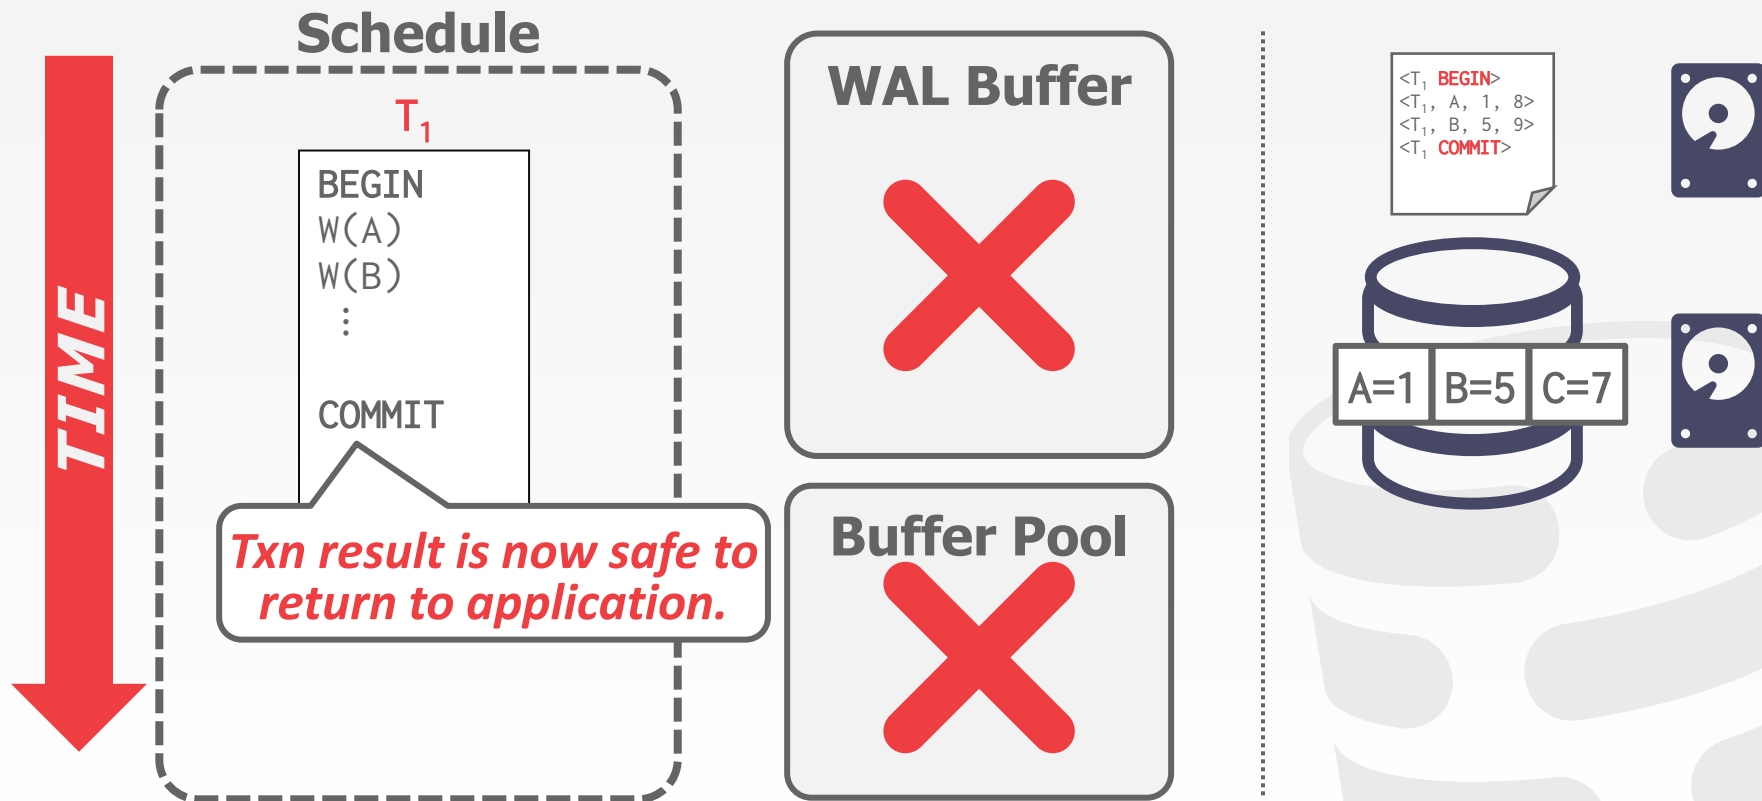 Schedule
TIME
T₁
BEGIN
W(A)
W(B)
⋮
COMMIT
Txn result is now safe to
return to application.
WAL Buffer
Buffer Pool
<T₁ BEGIN>
<T₁, A, 1, 8>
<T₁, B, 5, 9>
<T₁ COMMIT>
A=1 B=5 C=7